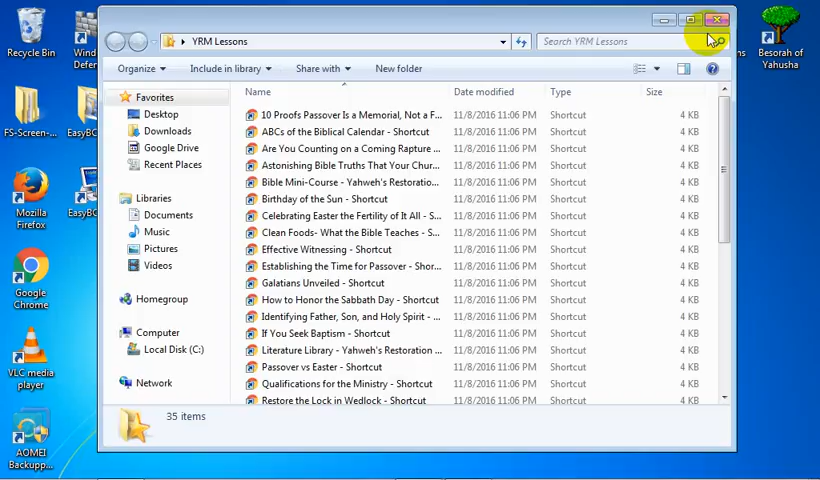 Recycle Bin
Wind
Defen
FS-Screen-...
EasyBC
Mozilla
Firefox
EasyBC
Google
Chrome
VLC media
player
AOMEI
Backupp...
YRM Lessons
Search YRM Lessons
Organize
Include in library
Share with
New folder
Favorites
Desktop
Downloads
Google Drive
Recent Places
Libraries
Documents
Music
Pictures
Videos
Homegroup
Computer
Local Disk (C:)
Network
Name Date modified Type Size
10 Proofs Passover Is a Memorial, Not a F... 11/8/2016 11:06 PM Shortcut 4 KB
ABCs of the Biblical Calendar - Shortcut 11/8/2016 11:06 PM Shortcut 4 KB
Are You Counting on a Coming Rapture ... 11/8/2016 11:06 PM Shortcut 4 KB
Astonishing Bible Truths That Your Chur... 11/8/2016 11:06 PM Shortcut 4 KB
Bible Mini-Course - Yahweh's Restoratio... 11/8/2016 11:06 PM Shortcut 4 KB
Birthday of the Sun - Shortcut 11/8/2016 11:06 PM Shortcut 4 KB
Celebrating Easter the Fertility of It All - S... 11/8/2016 11:06 PM Shortcut 4 KB
Clean Foods- What the Bible Teaches - S... 11/8/2016 11:06 PM Shortcut 4 KB
Effective Witnessing - Shortcut 11/8/2016 11:06 PM Shortcut 4 KB
Establishing the Time for Passover - Shor... 11/8/2016 11:06 PM Shortcut 4 KB
Galatians Unveiled - Shortcut 11/8/2016 11:06 PM Shortcut 4 KB
How to Honor the Sabbath Day - Shortcut 11/8/2016 11:06 PM Shortcut 4 KB
Identifying Father, Son, and Holy Spirit - ... 11/8/2016 11:06 PM Shortcut 4 KB
If You Seek Baptism - Shortcut 11/8/2016 11:06 PM Shortcut 4 KB
Literature Library - Yahweh's Restoration ... 11/8/2016 11:06 PM Shortcut 4 KB
Passover vs Easter - Shortcut 11/8/2016 11:06 PM Shortcut 4 KB
Qualifications for the Ministry - Shortcut 11/8/2016 11:06 PM Shortcut 4 KB
Restore the Lock in Wedlock - Shortcut 11/8/2016 11:06 PM Shortcut 4 KB
35 items
ns
Besorah of
Yahusha